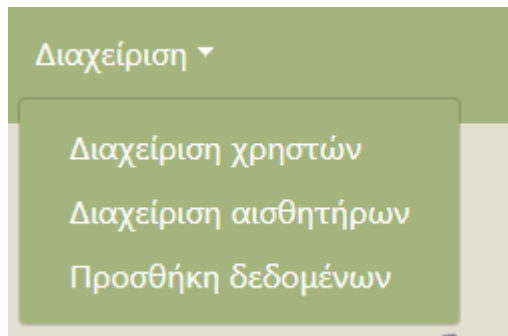 Διαχείριση
Διαχείριση χρηστών
Διαχείριση αισθητήρων
Προσθήκη δεδομένων